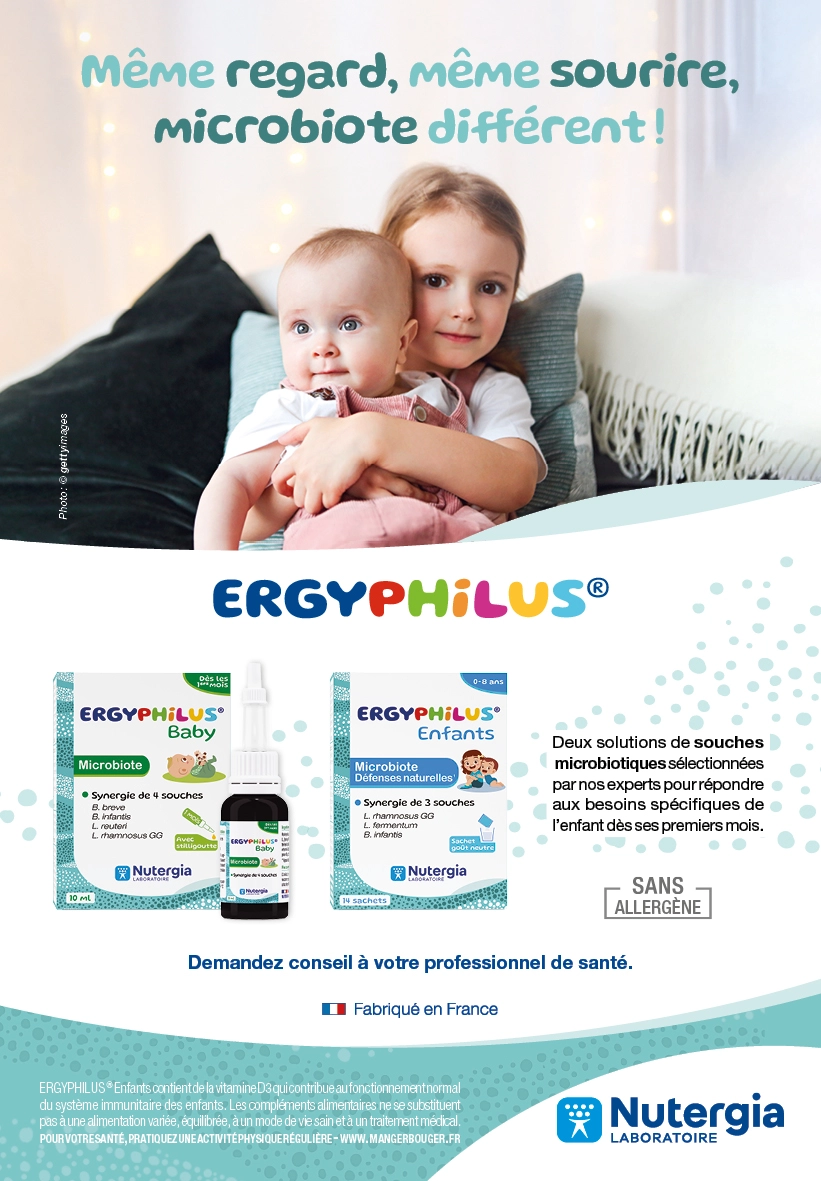 Même regard, même sourire,
microbiote différent !
Photo : © gettyimages
ERGYPHILUS®
Dès les
1ers mois
ERGYPHILUS®
Baby
Microbiote
Synergie de 4 souches
B. breve
B. infantis
L. reuteri
L. rhamnosus GG
Avec
stilligoutte
Nutergia
LABORATOIRE
10 ml
ERGYPHILUS®
Baby
Microbiote
Synergie de 4 souches
Nutergia
0-8 ans
ERGYPHILUS®
Enfants
Microbiote
Défenses naturelles¹
Synergie de 3 souches
L. rhamnosus GG
L. fermentum
B. infantis
Sachet
goût neutre
Nutergia
LABORATOIRE
14 sachets
Deux solutions de souches
microbiotiques sélectionnées
par nos experts pour répondre
aux besoins spécifiques de
l’enfant dès ses premiers mois.
SANS
ALLERGÈNE
Demandez conseil à votre professionnel de santé.
Fabriqué en France
ERGYPHILUS® Enfants contient de la vitamine D3 qui contribue au fonctionnement normal
du système immunitaire des enfants. Les compléments alimentaires ne se substituent
pas à une alimentation variée, équilibrée, à un mode de vie sain et à un traitement médical.
POUR VOTRE SANTÉ, PRATIQUEZ UNE ACTIVITÉ PHYSIQUE RÉGULIÈRE - WWW.MANGERBOUGER.FR
Nutergia
LABORATOIRE